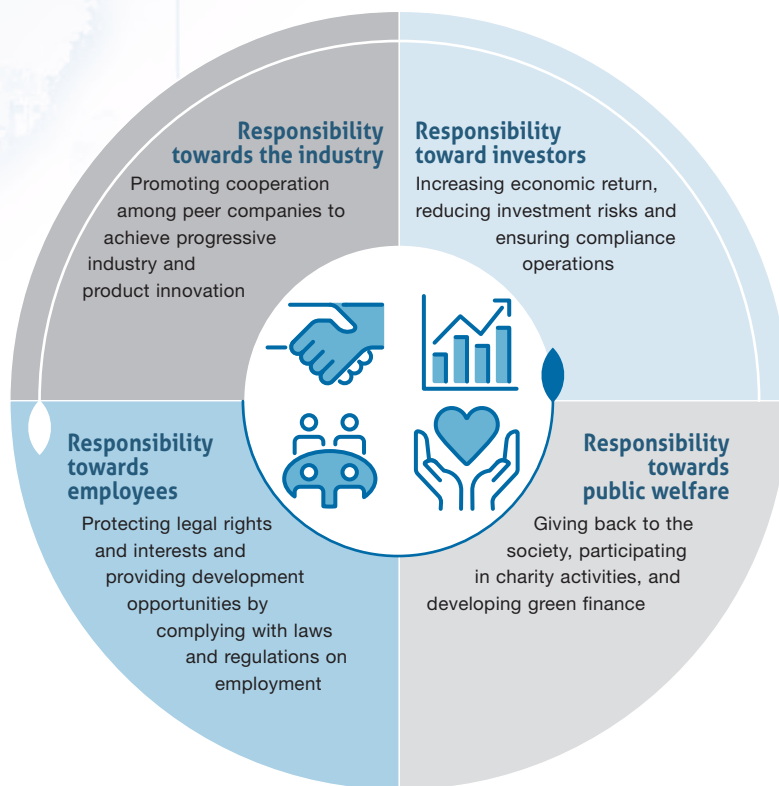 Responsibility
towards the industry
Promoting cooperation
among peer companies to
achieve progressive
industry and
product innovation
Responsibility
toward investors
Increasing economic return,
reducing investment risks and
ensuring compliance
operations
Responsibility
towards
employees
Protecting legal rights
and interests and
providing development
opportunities by
complying with laws
and regulations on
employment
Responsibility
towards
public welfare
Giving back to the
society, participating
in charity activities, and
developing green finance